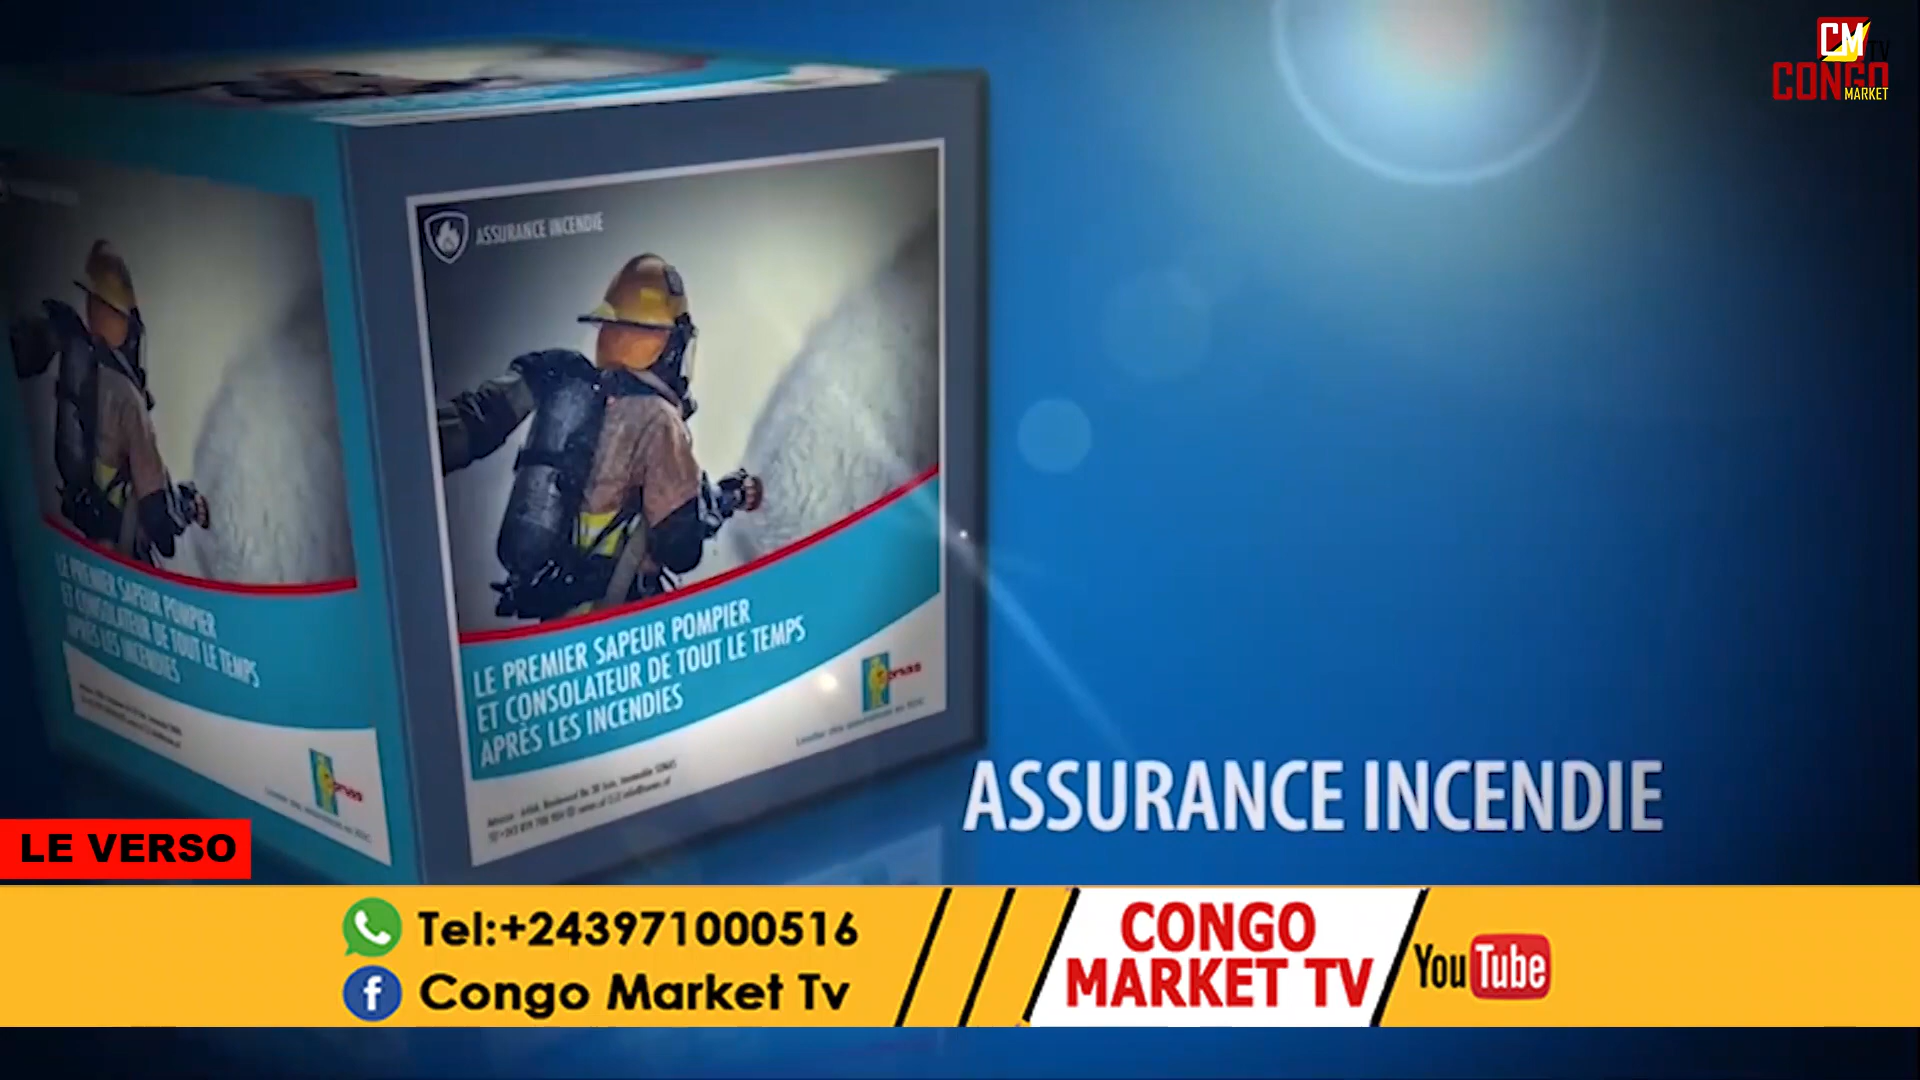 CM TV
CONGO
MARKET
ASSURANCE INCENDIE
LE PREMIER SAPEUR POMPIER
ET CONSOLATEUR DE TOUT LE TEMPS
APRÈS LES INCENDIES
sonas
LE PREMIER SAPEUR POMPIER
ET CONSOLATEUR DE TOUT LE TEMPS
APRÈS LES INCENDIES
sonas
ASSURANCE INCENDIE
LE VERSO
Tel:+243971000516
Congo Market Tv
CONGO
MARKET TV
YouTube